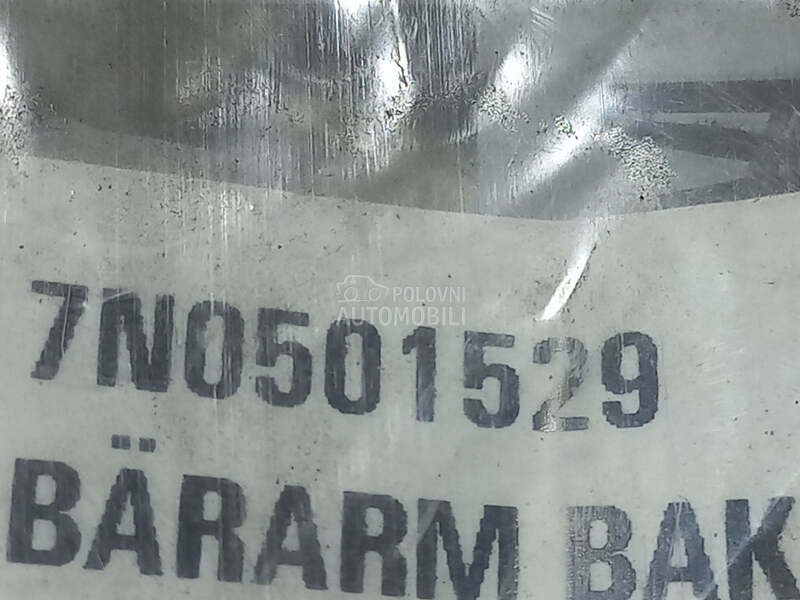 POLOVNI
AUTOMOBILI
7N0501529
BÄRARM BAK